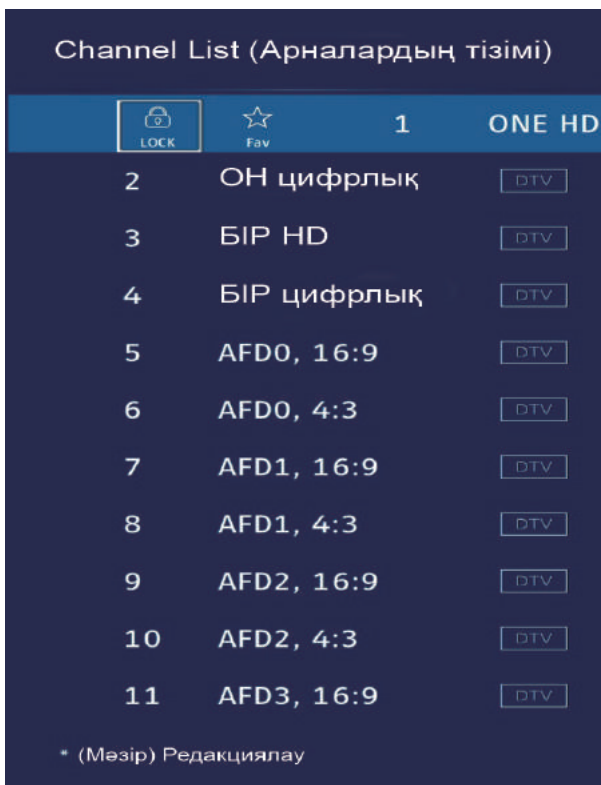 Channel List (Арналардың тізімі)
LOCK Fav 1 ONE HD
2 ОН цифрлық DTV
3 БІР HD DTV
4 БІР цифрлық DTV
5 AFD0, 16:9 DTV
6 AFD0, 4:3 DTV
7 AFD1, 16:9 DTV
8 AFD1, 4:3 DTV
9 AFD2, 16:9 DTV
10 AFD2, 4:3 DTV
11 AFD3, 16:9 DTV
* (Мәзір) Редакциялау